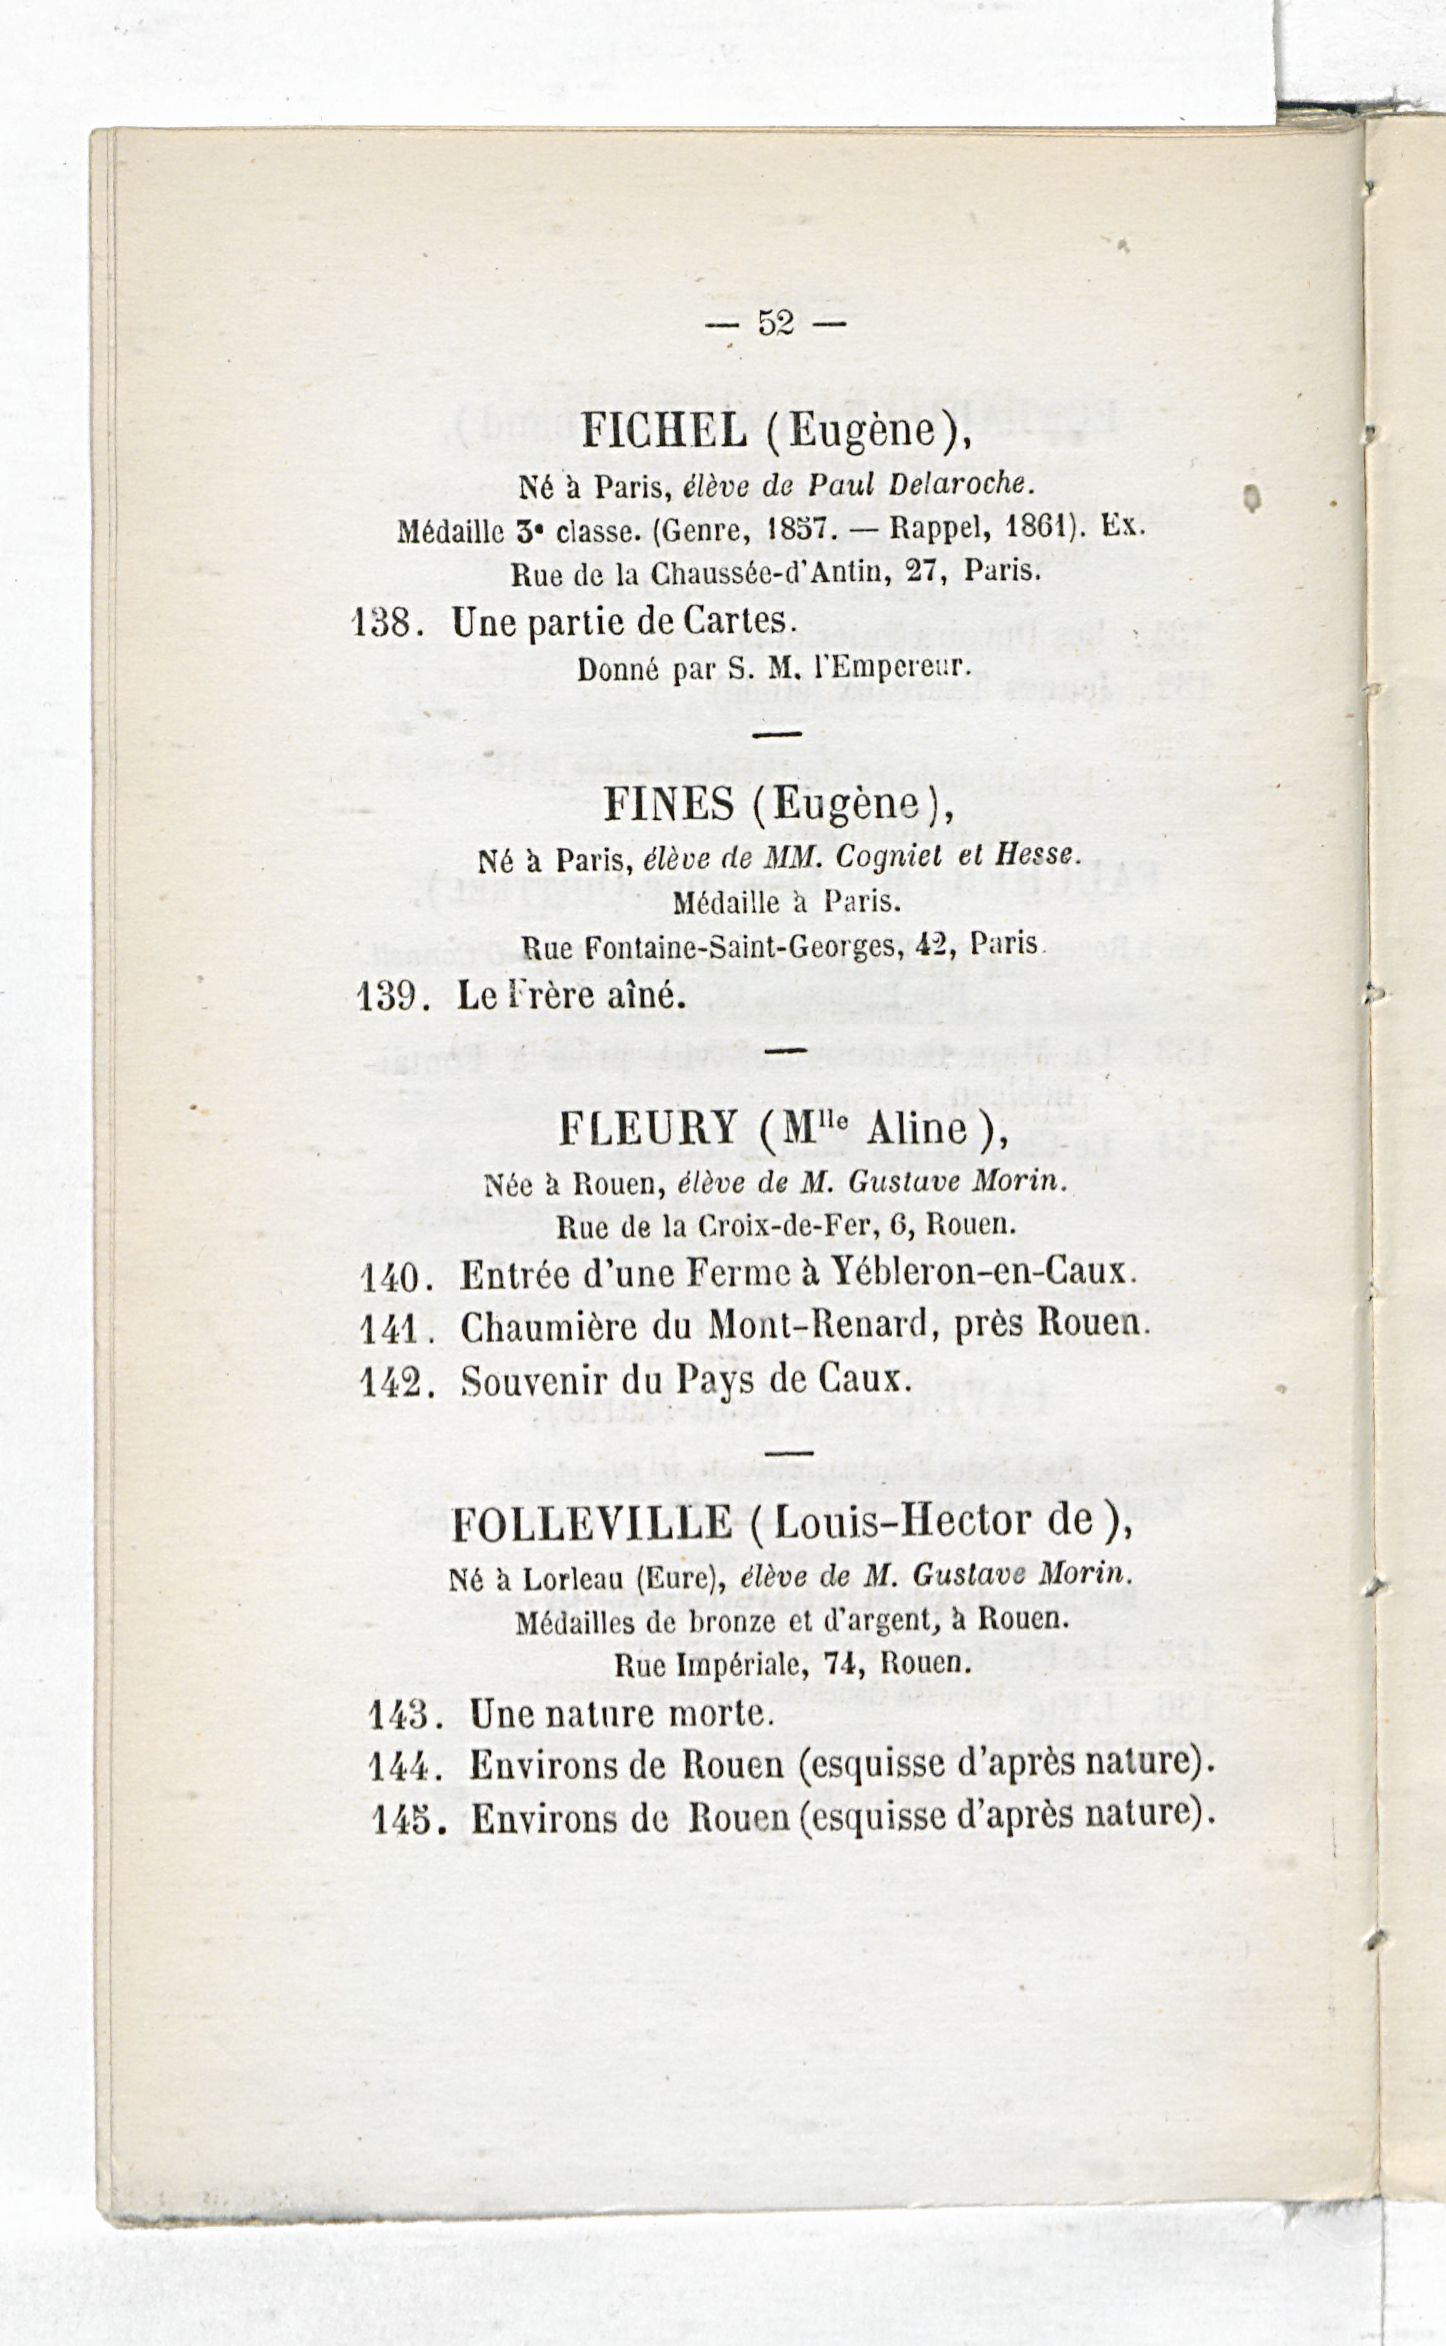 — 52 —
FICHEL (Eugène),
Né à Paris, élève de Paul Delaroche.
Médaille 3e classe. (Genre, 1857. — Rappel, 1861). Ex.
Rue de la Chaussée-d'Antin, 27, Paris.
138. Une partie de Cartes.
Donné par S. M. l'Empereur.
FINES (Eugène),
Né à Paris, élève de MM. Cogniet et Hesse.
Médaille à Paris.
Rue Fontaine-Saint-Georges, 42, Paris.
139. Le Frère aîné.
FLEURY (Mlle Aline),
Née à Rouen, élève de M. Gustave Morin.
Rue de la Croix-de-Fer, 6, Rouen.
140. Entrée d'une Ferme à Yébleron-en-Caux.
141. Chaumière du Mont-Renard, près Rouen.
142. Souvenir du Pays de Caux.
FOLLEVILLE (Louis-Hector de),
Né à Lorleau (Eure), élève de M. Gustave Morin.
Médailles de bronze et d'argent, à Rouen.
Rue Impériale, 74, Rouen.
143. Une nature morte.
144. Environs de Rouen (esquisse d'après nature).
145. Environs de Rouen (esquisse d'après nature).